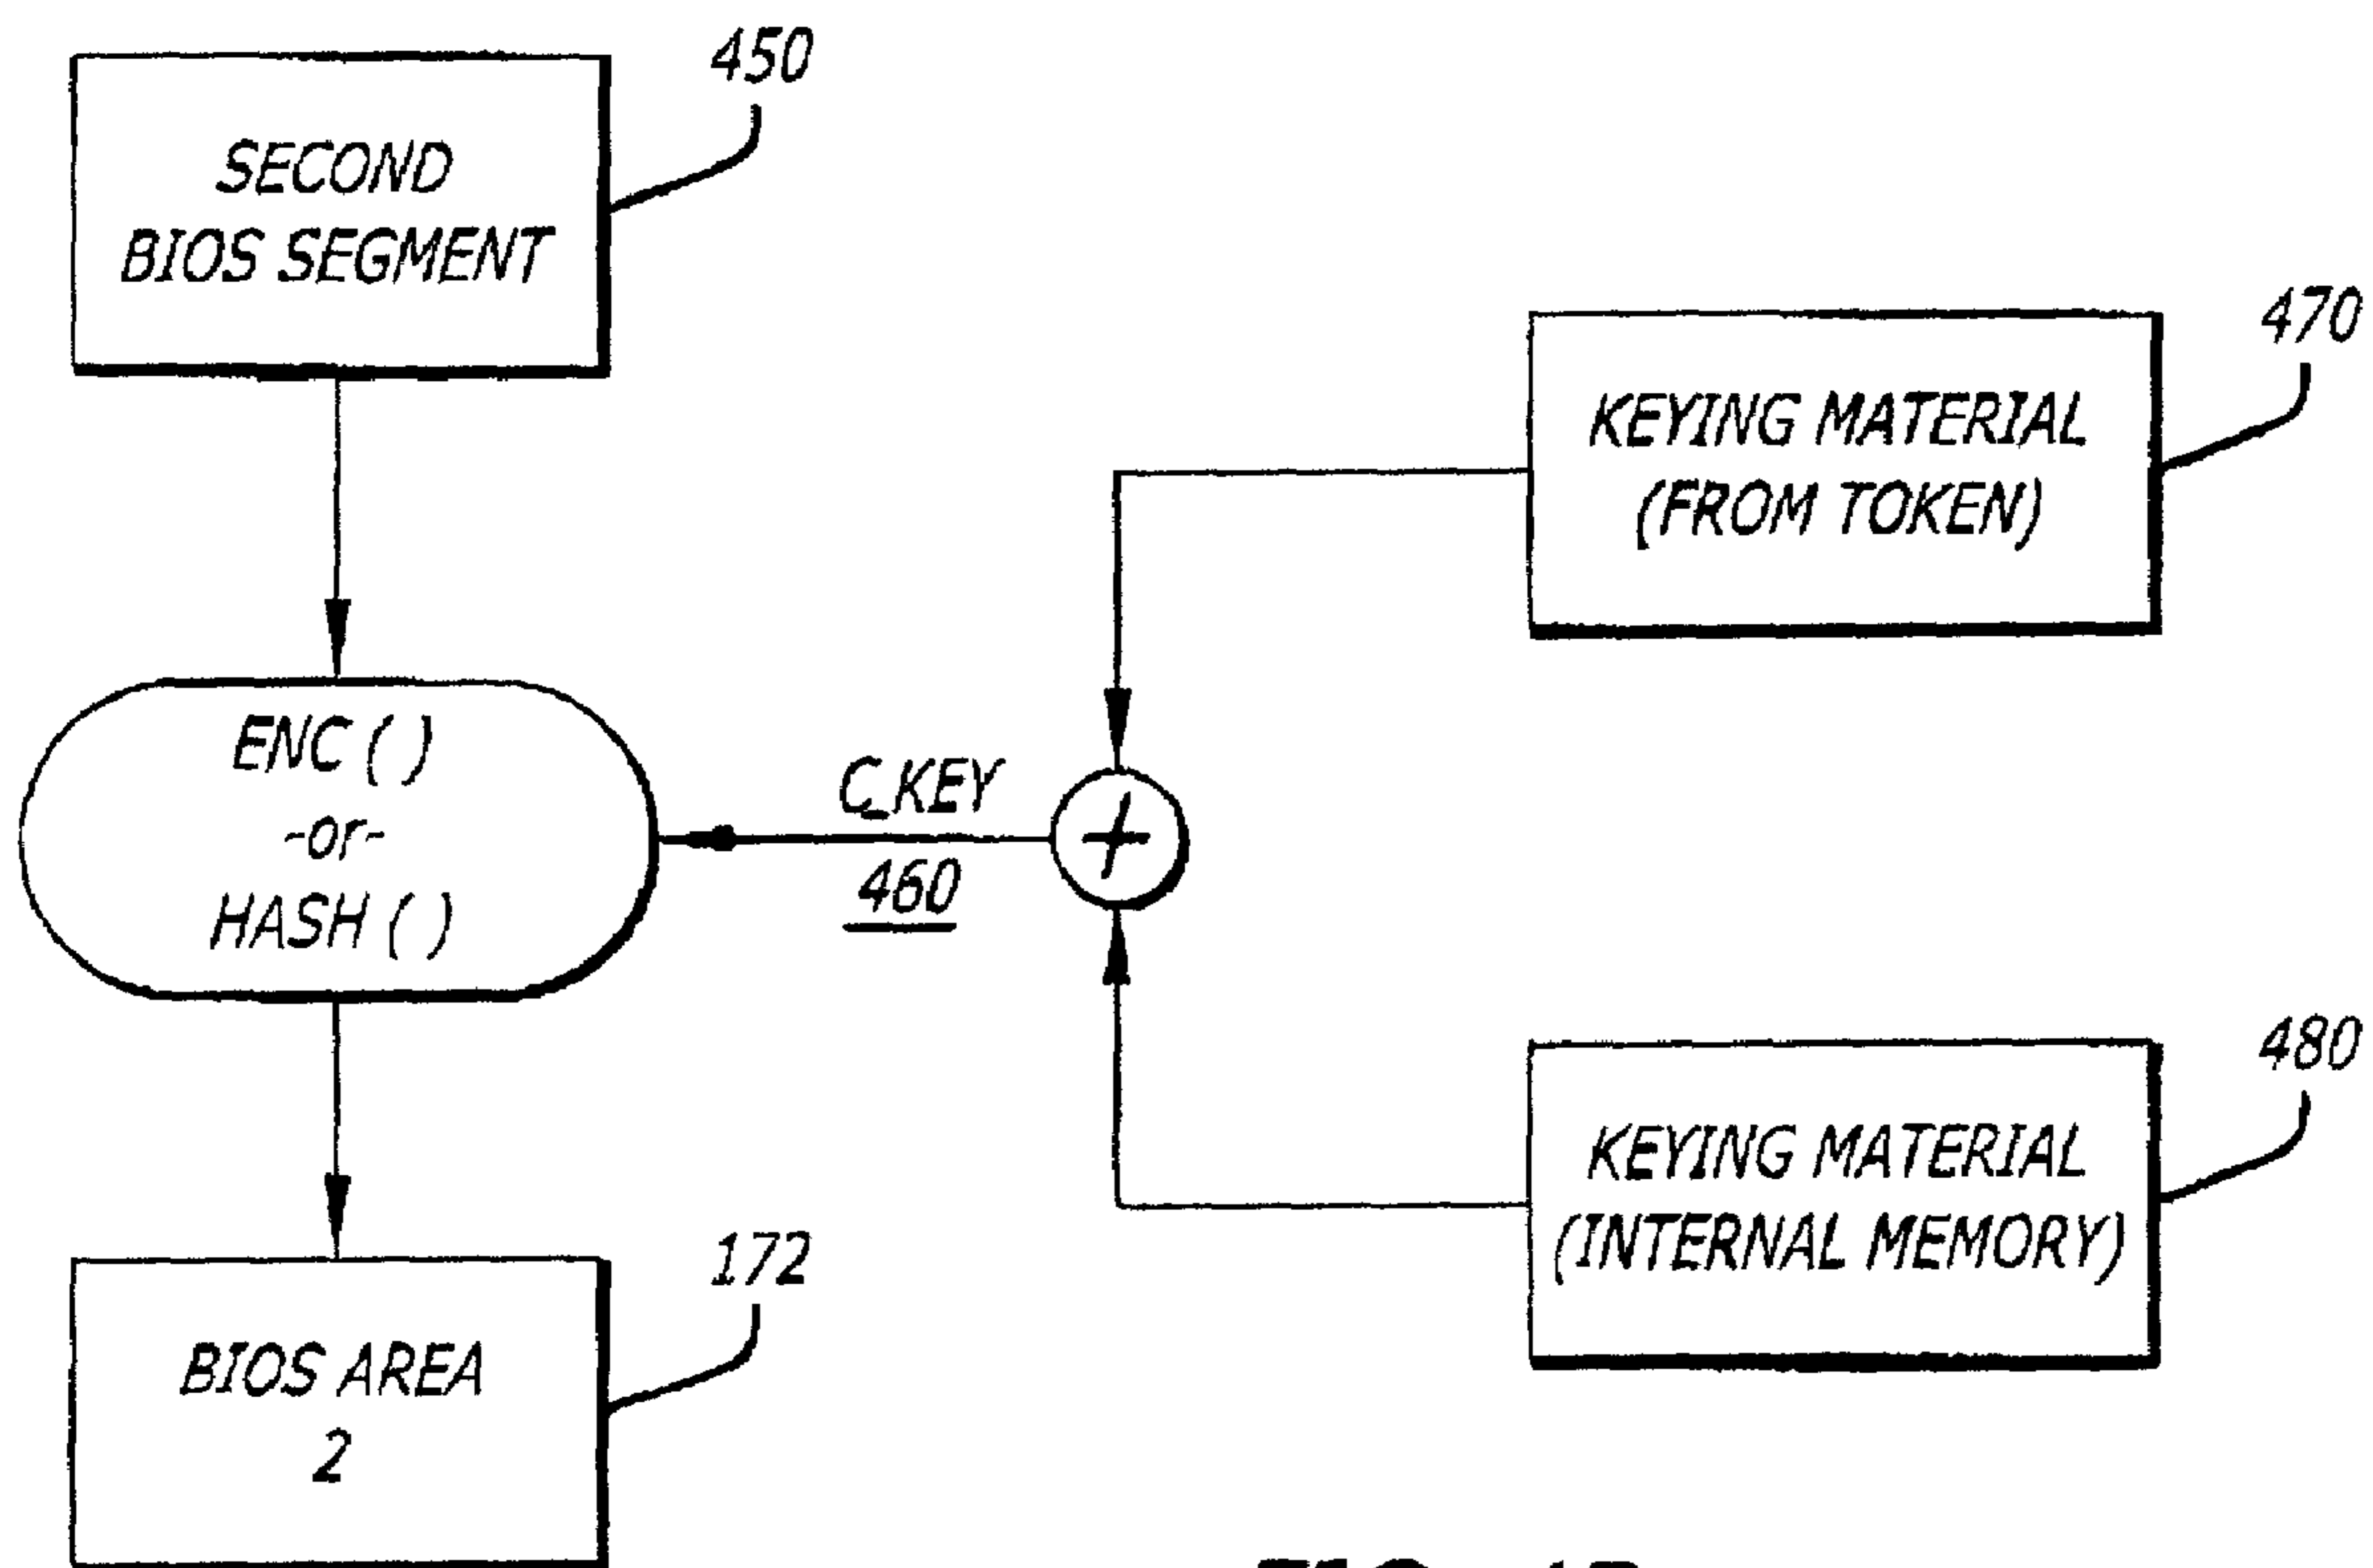 450
SECOND
BIOS SEGMENT
470
KEYING MATERIAL
(FROM TOKEN)
ENC ( )
-or-
HASH ( )
C_KEY
460
+
480
KEYING MATERIAL
(INTERNAL MEMORY)
172
BIOS AREA
2